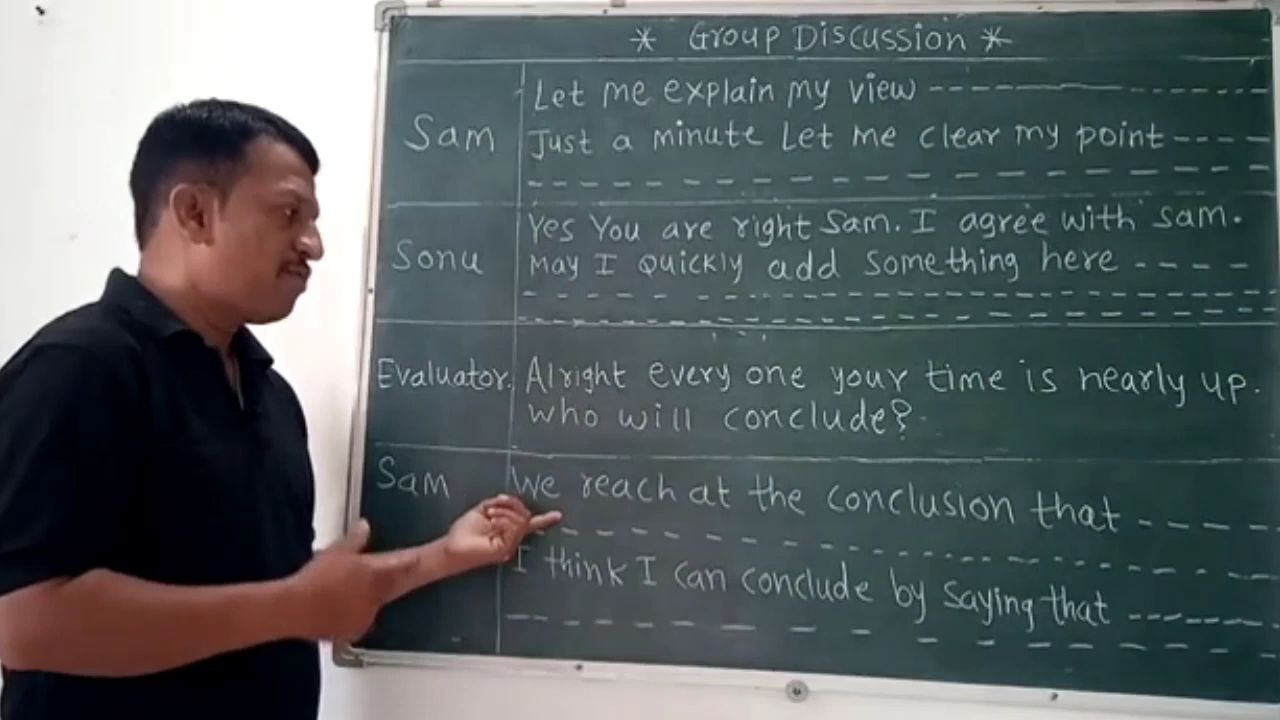 * Group Discussion *
Sam
Let me explain my view ----------------
Just a minute Let me clear my point ----
-- -- -- -- -- -- -- -- -- -- -- -- -- --
Sonu
Yes You are right Sam. I agree with Sam.
May I quickly add something here - - - -
-- -- -- -- -- -- -- -- -- -- -- -- -- --
-- -- -- -- -- -- -- -- -- -- -- -- -- --
Evaluator.
Alright every one your time is nearly up.
Who will conclude?
Sam
We reach at the conclusion that - - - -
-- -- -- -- -- -- -- -- -- -- -- -- -- --
I think I can conclude by saying that -------
-- -- -- -- -- -- -- -- -- -- -- -- -- --